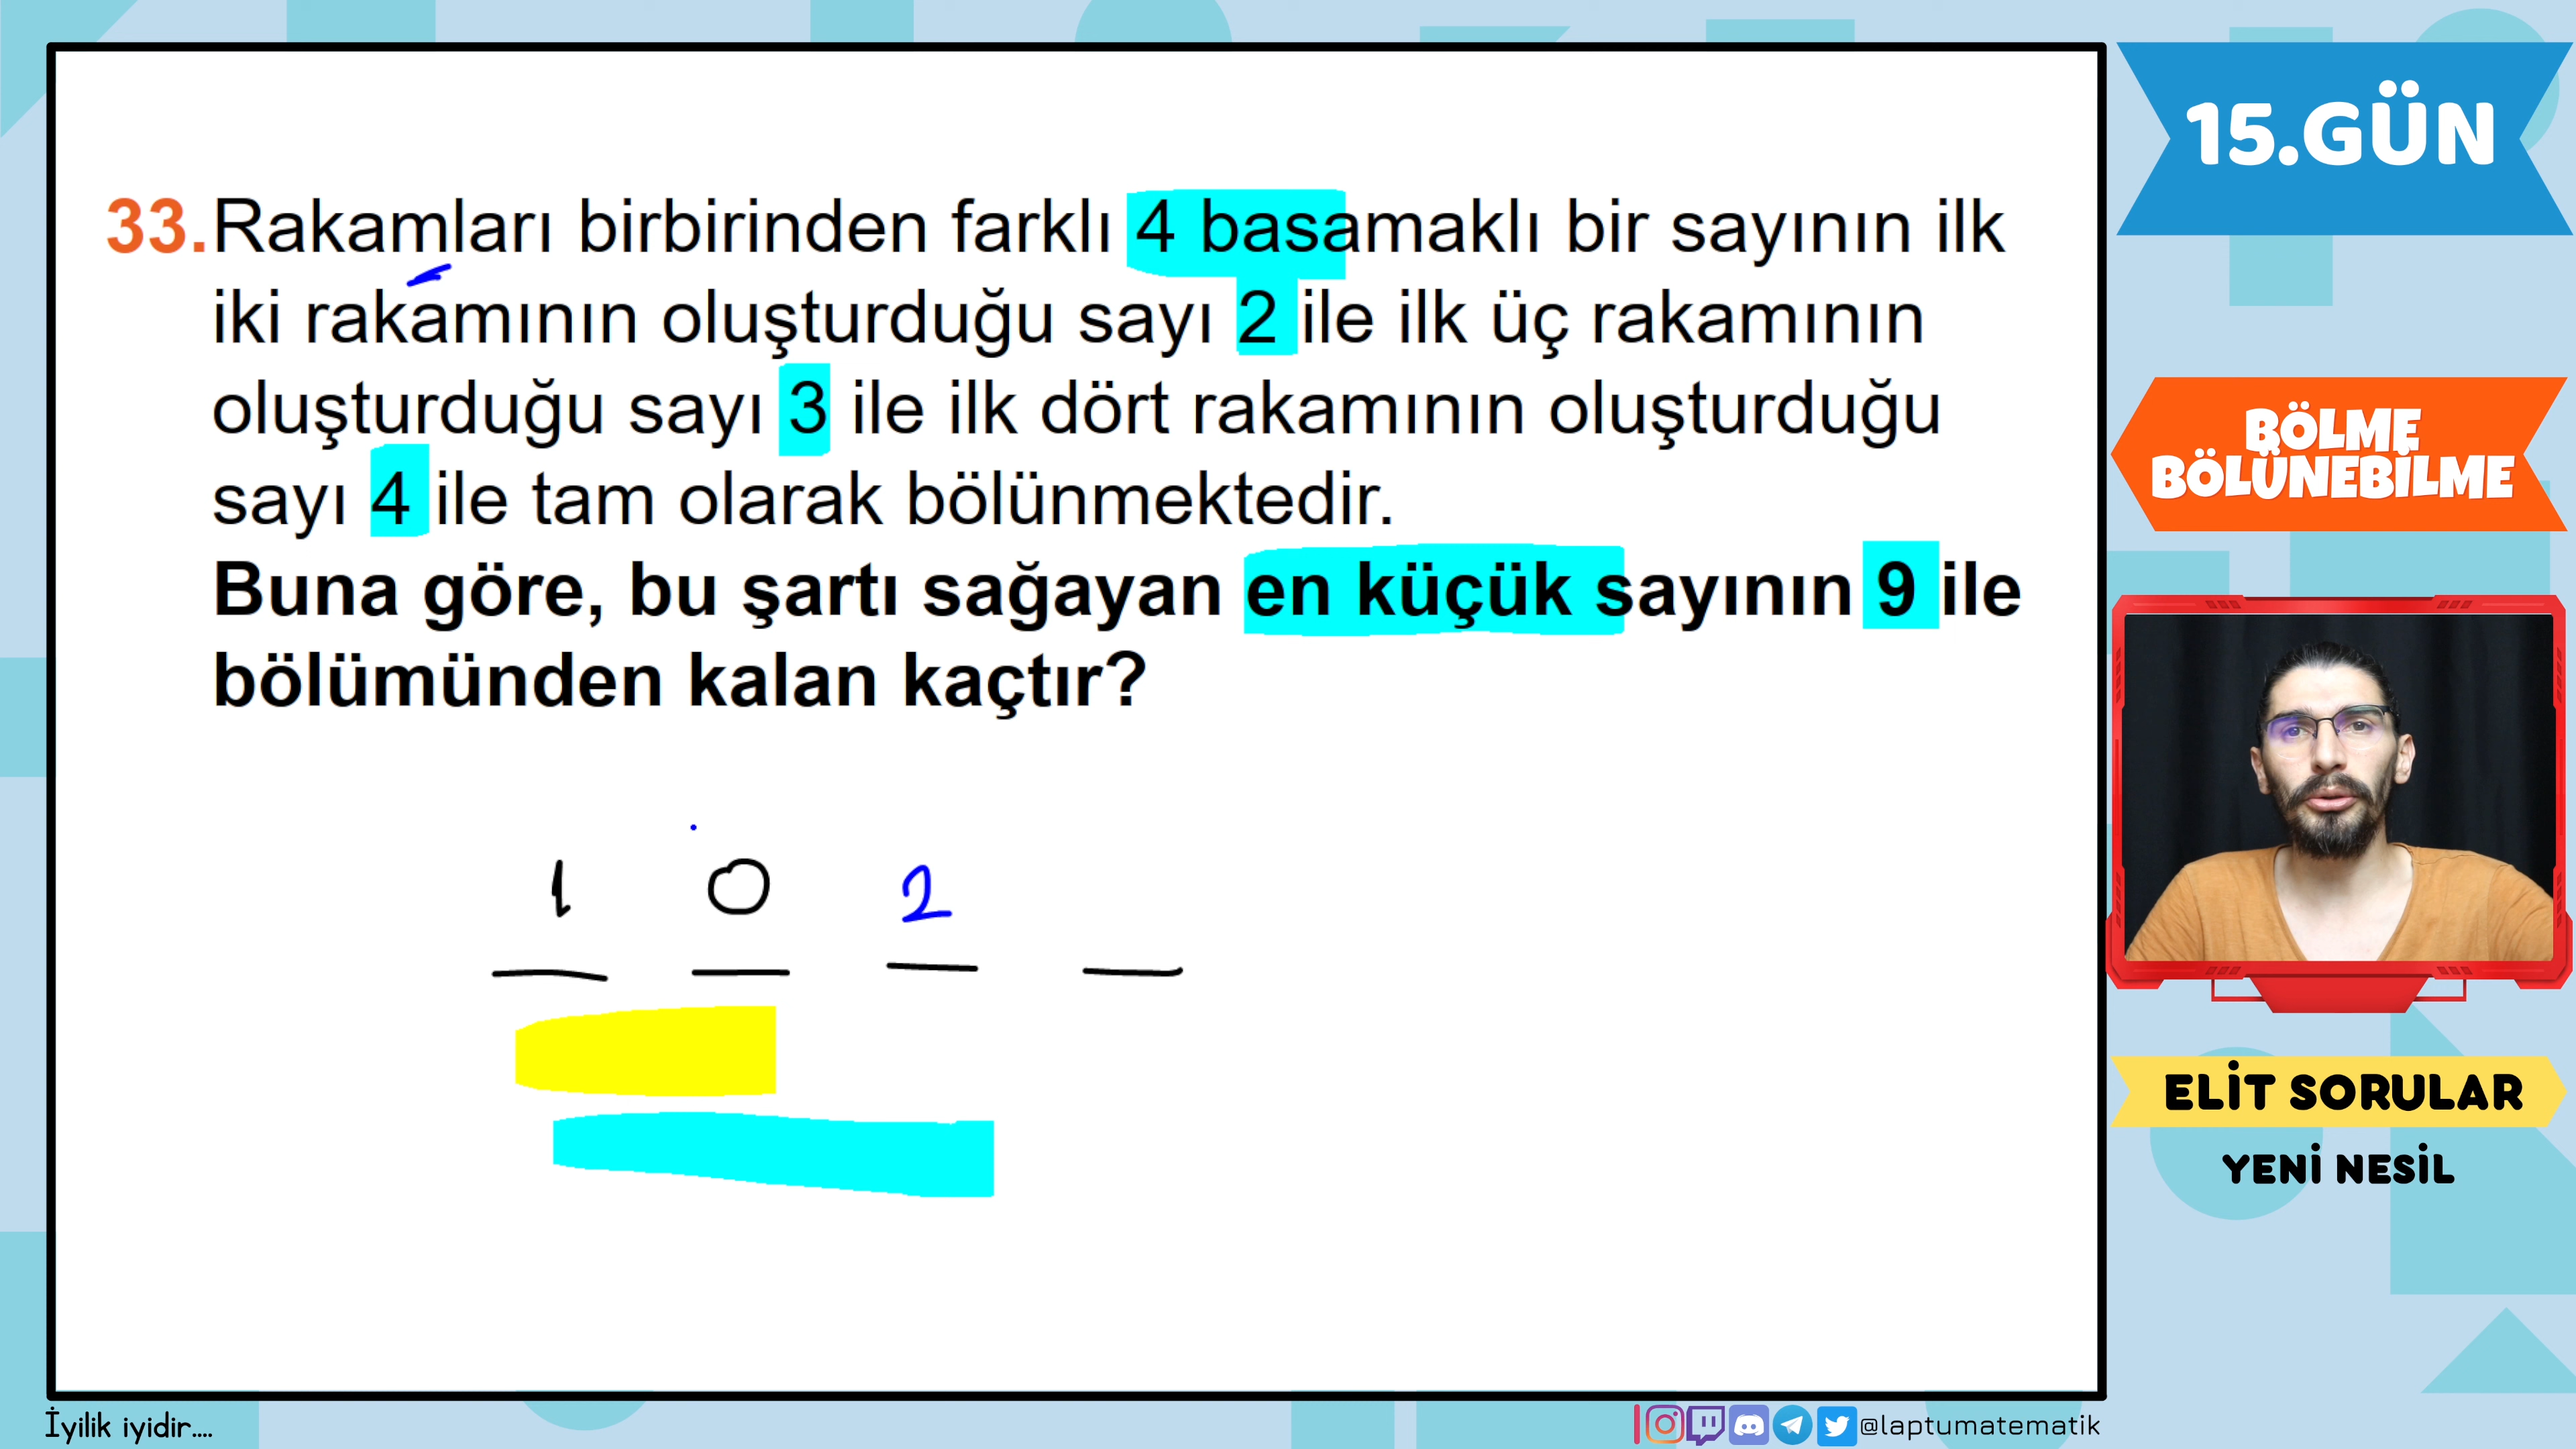 15.GÜN
33.Rakamları birbirinden farklı 4 basamaklı bir sayının ilk
iki rakamının oluşturduğu sayı 2 ile ilk üç rakamının
oluşturduğu sayı 3 ile ilk dört rakamının oluşturduğu
sayı 4 ile tam olarak bölünmektedir.
Buna göre, bu şartı sağayan en küçük sayının 9 ile
bölümünden kalan kaçtır?
1 0 2
BÖLME
BÖLÜNEBİLME
ELİT SORULAR
YENİ NESİL
İyilik iyidir....
@laptumatematik